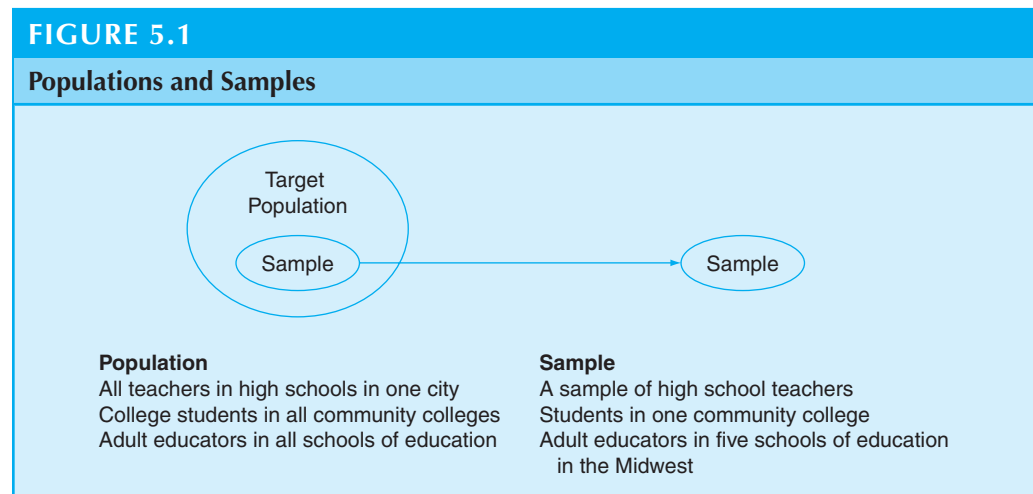 FIGURE 5.1
Populations and Samples
Target
Population
Sample
Sample
Population
All teachers in high schools in one city
College students in all community colleges
Adult educators in all schools of education
Sample
A sample of high school teachers
Students in one community college
Adult educators in five schools of education
in the Midwest